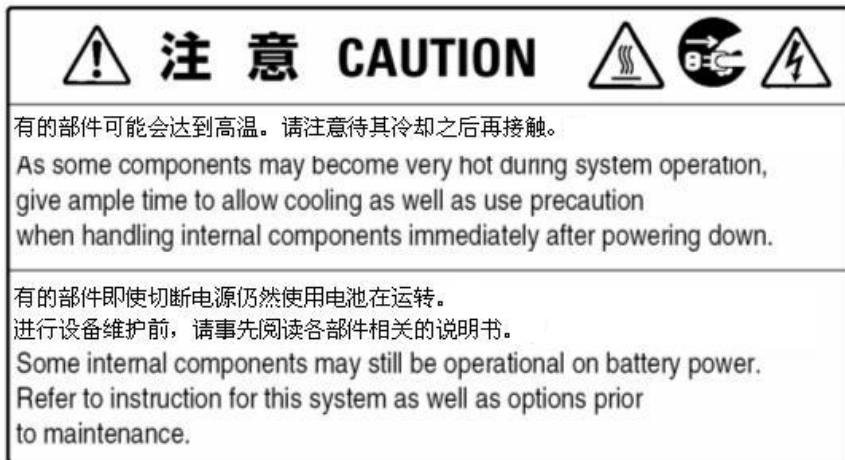 注 意 CAUTION
有的部件可能会达到高温。请注意待其冷却之后再接触。
As some components may become very hot during system operation,
give ample time to allow cooling as well as use precaution
when handling internal components immediately after powering down.
有的部件即使切断电源仍然使用电池在运转。
进行设备维护前，请事先阅读各部件相关的说明书。
Some internal components may still be operational on battery power.
Refer to instruction for this system as well as options prior
to maintenance.